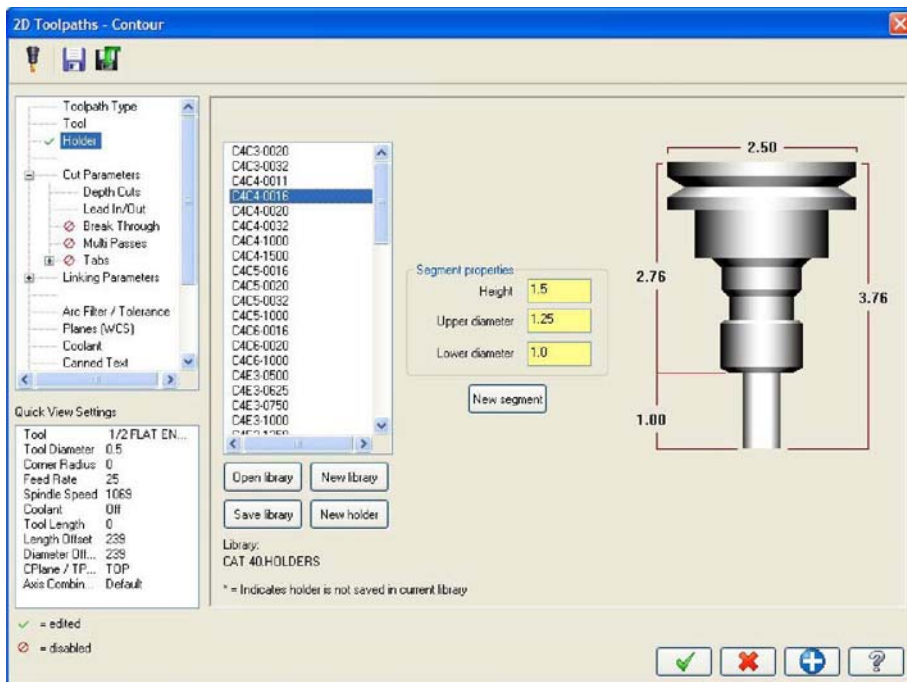 2D Toolpaths - Contour
Toolpath Type
Tool
Holder
Cut Parameters
Depth Cuts
Lead In/Out
Break Through
Multi Passes
Tabs
Linking Parameters
Arc Filter / Tolerance
Planes (WCS)
Coolant
Canned Text
Quick View Settings
Tool 1/2 FLAT EN...
Tool Diameter 0.5
Corner Radius 0
Feed Rate 25
Spindle Speed 1069
Coolant Off
Tool Length 0
Length Offset 239
Diameter Off... 239
CPlane / TP... TOP
Axis Combin... Default
= edited
= disabled
C4C3-0020
C4C3-0032
C4C4-0011
C4C4-0016
C4C4-0020
C4C4-0032
C4C4-1000
C4C4-1500
C4C5-0016
C4C5-0020
C4C5-0032
C4C5-1000
C4C6-0016
C4C6-0020
C4C6-1000
C4E3-0500
C4E3-0625
C4E3-0750
C4E3-1000
Open library
New library
Save library
New holder
Library:
CAT 40.HOLDERS
* = Indicates holder is not saved in current library
Segment properties
Height 1.5
Upper diameter 1.25
Lower diameter 1.0
New segment
2.50
2.76
3.76
1.00